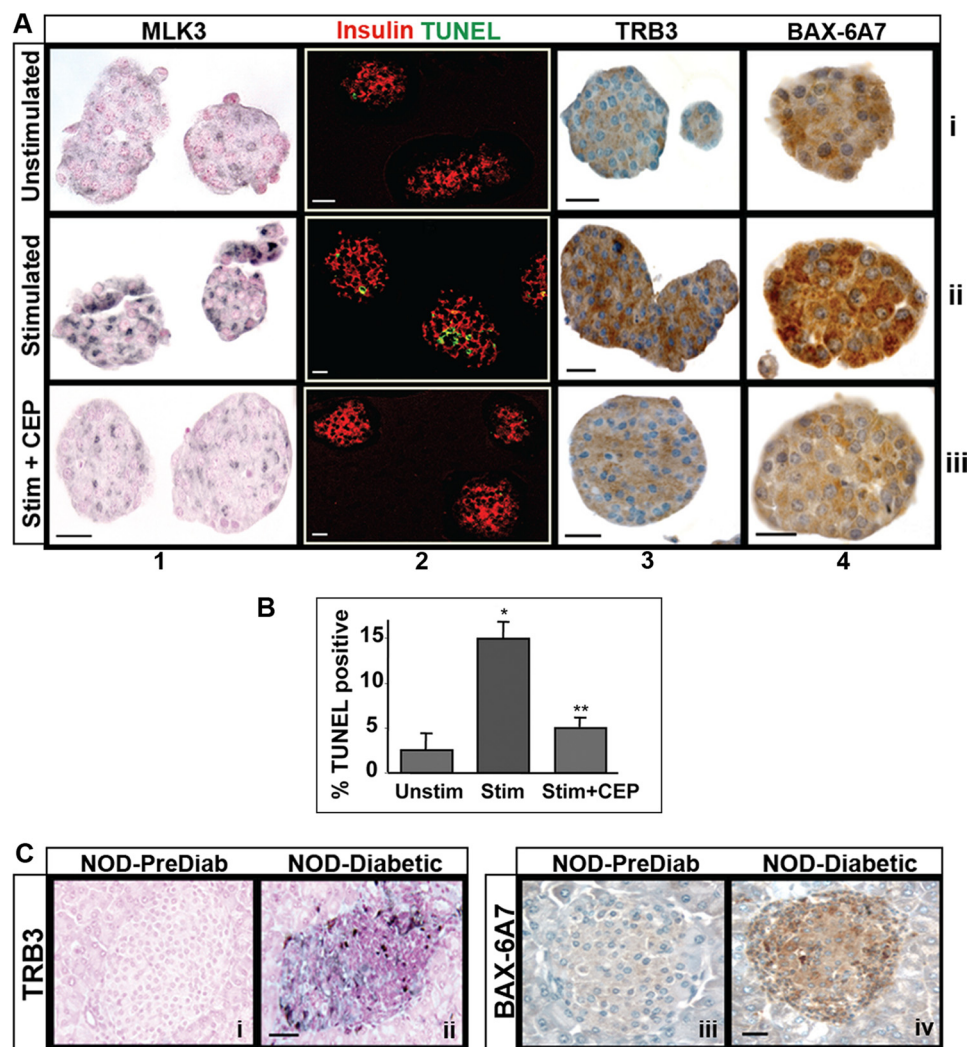 A
MLK3 Insulin TUNEL TRB3 BAX-6A7
Unstimulated i
Stimulated ii
Stim + CEP iii
1 2 3 4
B
% TUNEL positive
15
10
5
0
* **
Unstim Stim Stim+CEP
C
NOD-PreDiab NOD-Diabetic NOD-PreDiab NOD-Diabetic
TRB3 BAX-6A7
i ii iii iv